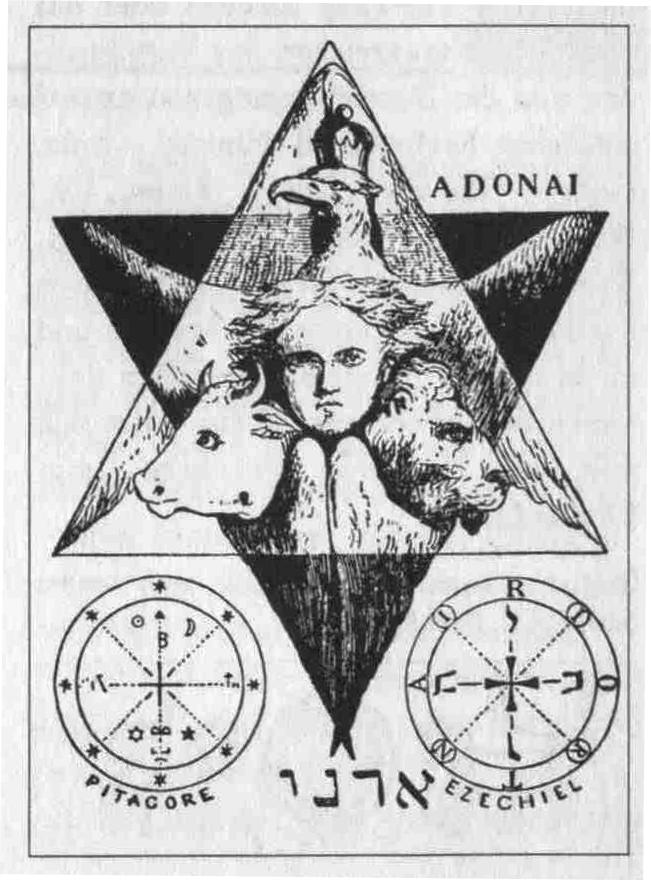 ADONAI
B
R
I I
A O
N R
T
PITAGORE
אדני
EZECHIEL